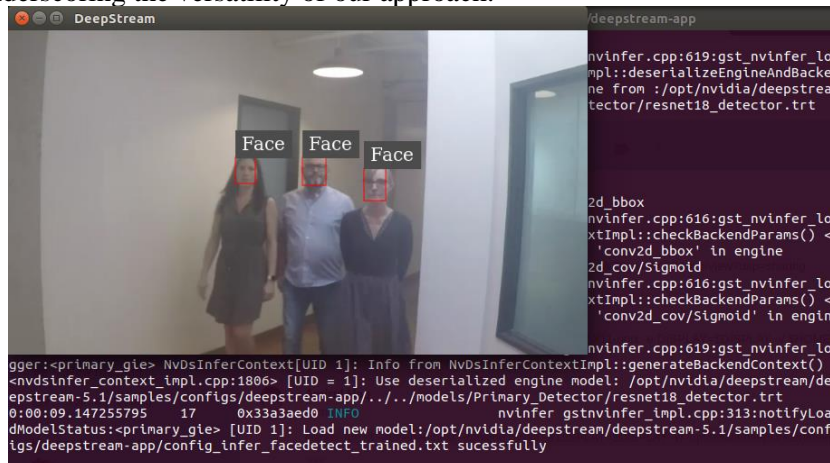 derscoring the versatility of our approach.
DeepStream
/deepstream-app
Face
Face
Face
nvinfer.cpp:619:gst_nvinfer_lo
mpl::deserializeEngineAndBacke
ne from :/opt/nvidia/deepstrea
tector/resnet18_detector.trt
2d_bbox
nvinfer.cpp:616:gst_nvinfer_lo
xtImpl::checkBackendParams() <
'conv2d_bbox' in engine
2d_cov/Sigmoid
nvinfer.cpp:616:gst_nvinfer_lo
xtImpl::checkBackendParams() <
'conv2d_cov/Sigmoid' in engin
nvinfer.cpp:619:gst_nvinfer_lo
gger:<primary_gie> NvDsInferContext[UID 1]: Info from NvDsInferContextImpl::generateBackendContext()
<nvdsinfer_context_impl.cpp:1806> [UID = 1]: Use deserialized engine model: /opt/nvidia/deepstream/de
epstream-5.1/samples/configs/deepstream-app/../../models/Primary_Detector/resnet18_detector.trt
0:00:09.147255795 17 0x33a3aed0 INFO nvinfer gstnvinfer_impl.cpp:313:notifyLoa
dModelStatus:<primary_gie> [UID 1]: Load new model:/opt/nvidia/deepstream/deepstream-5.1/samples/conf
igs/deepstream-app/config_infer_facedetect_trained.txt sucessfully